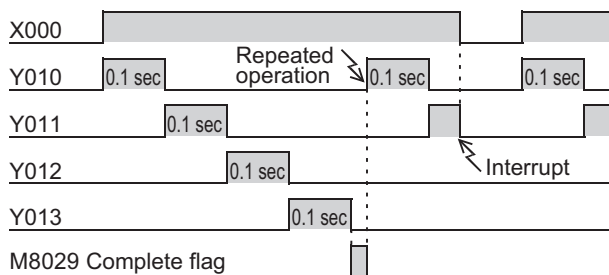 X000
Repeated
operation
Y010 0.1 sec 0.1 sec 0.1 sec
Y011 0.1 sec
Interrupt
Y012 0.1 sec
Y013 0.1 sec
M8029 Complete flag